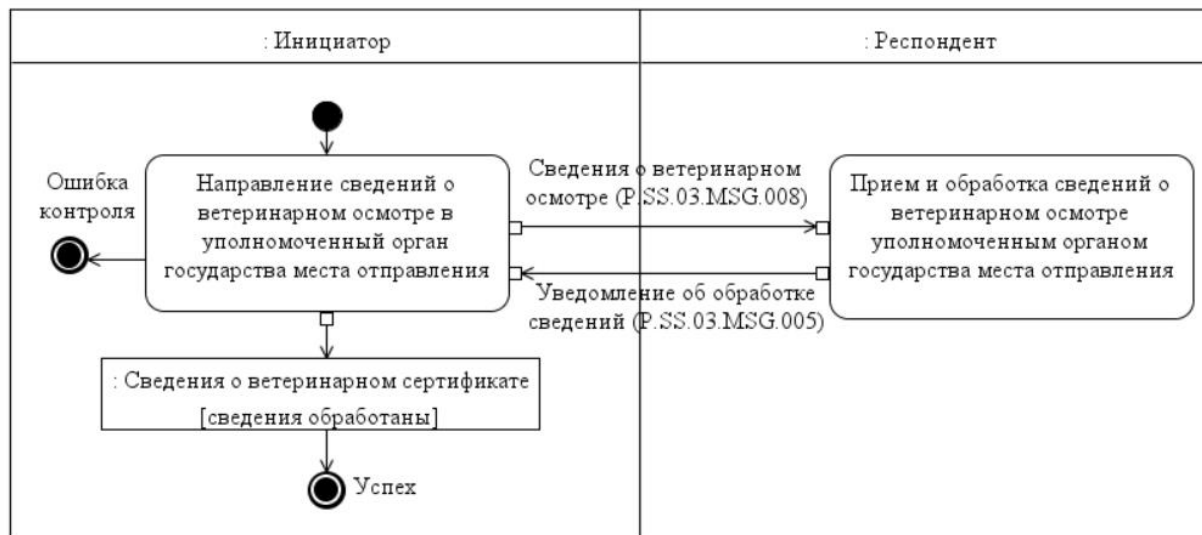 : Инициатор
: Респондент
Ошибка
контроля
Направление сведений о
ветеринарном осмотре в
уполномоченный орган
государства места отправления
Сведения о ветеринарном
осмотре (P.SS.03.MSG.008)
Уведомление об обработке
сведений (P.SS.03.MSG.005)
Прием и обработка сведений о
ветеринарном осмотре
уполномоченным органом
государства места отправления
: Сведения о ветеринарном сертификате
[сведения обработаны]
Успех